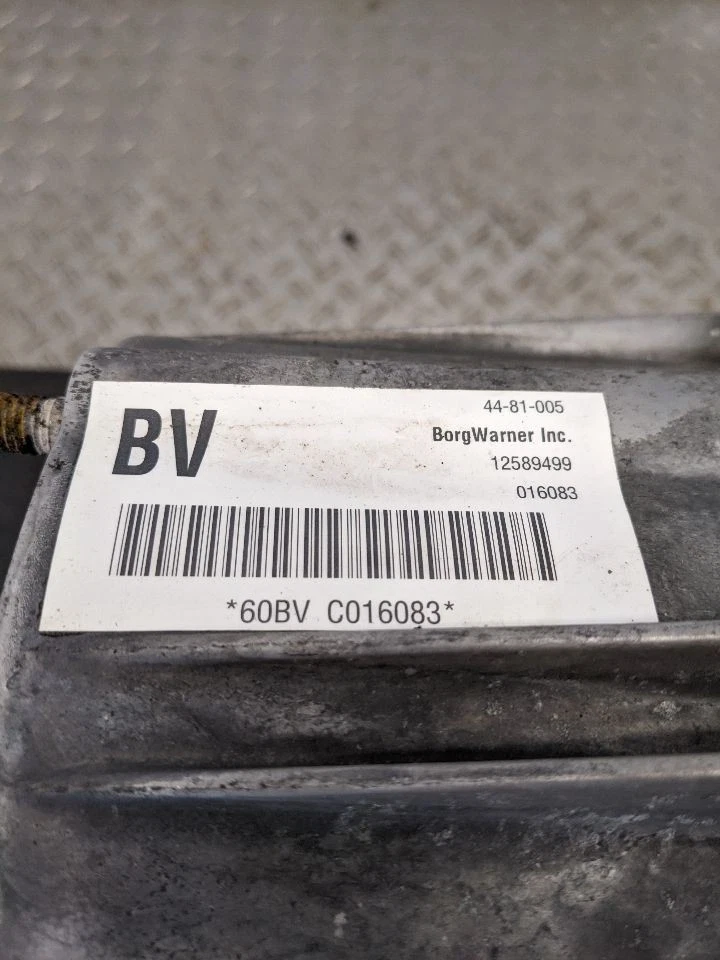 BV
44-81-005
BorgWarner Inc.
12589499
016083
*60BV C016083*